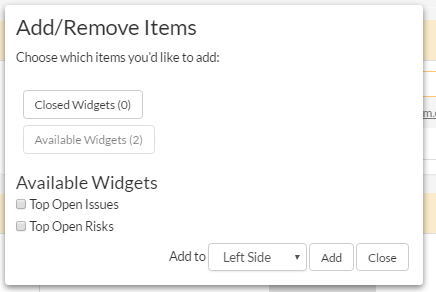 Add/Remove Items
Choose which items you'd like to add:
Closed Widgets (0)
Available Widgets (2)
Available Widgets
Top Open Issues
Top Open Risks
Add to Left Side Add Close